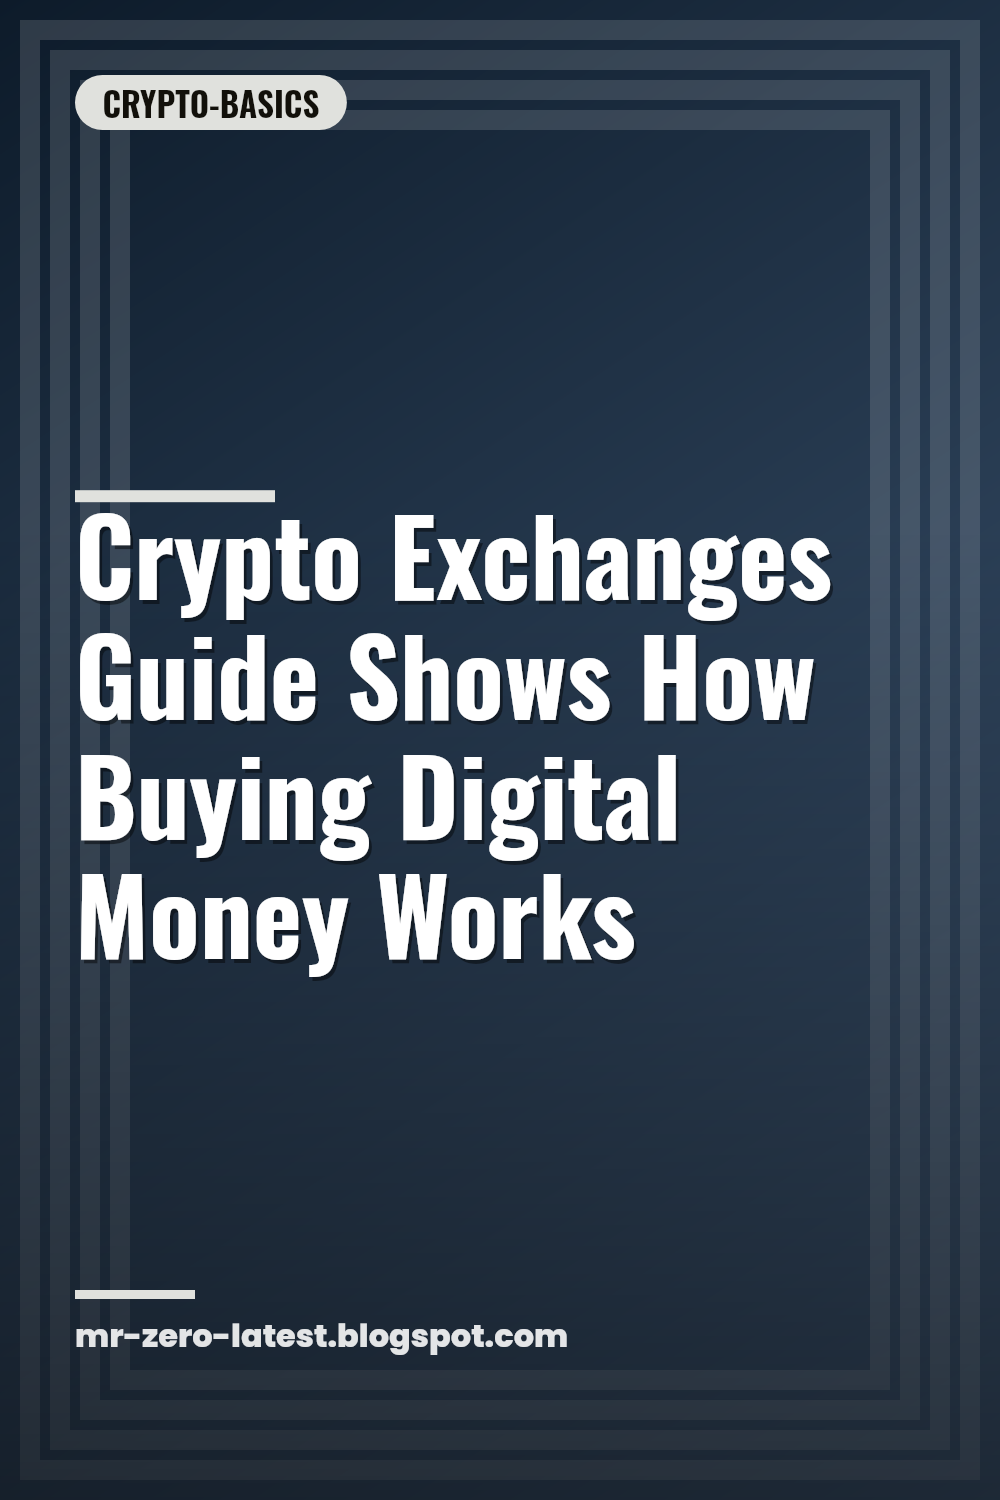 CRYPTO-BASICS
Crypto Exchanges
Guide Shows How
Buying Digital
Money Works
mr-zero-latest.blogspot.com